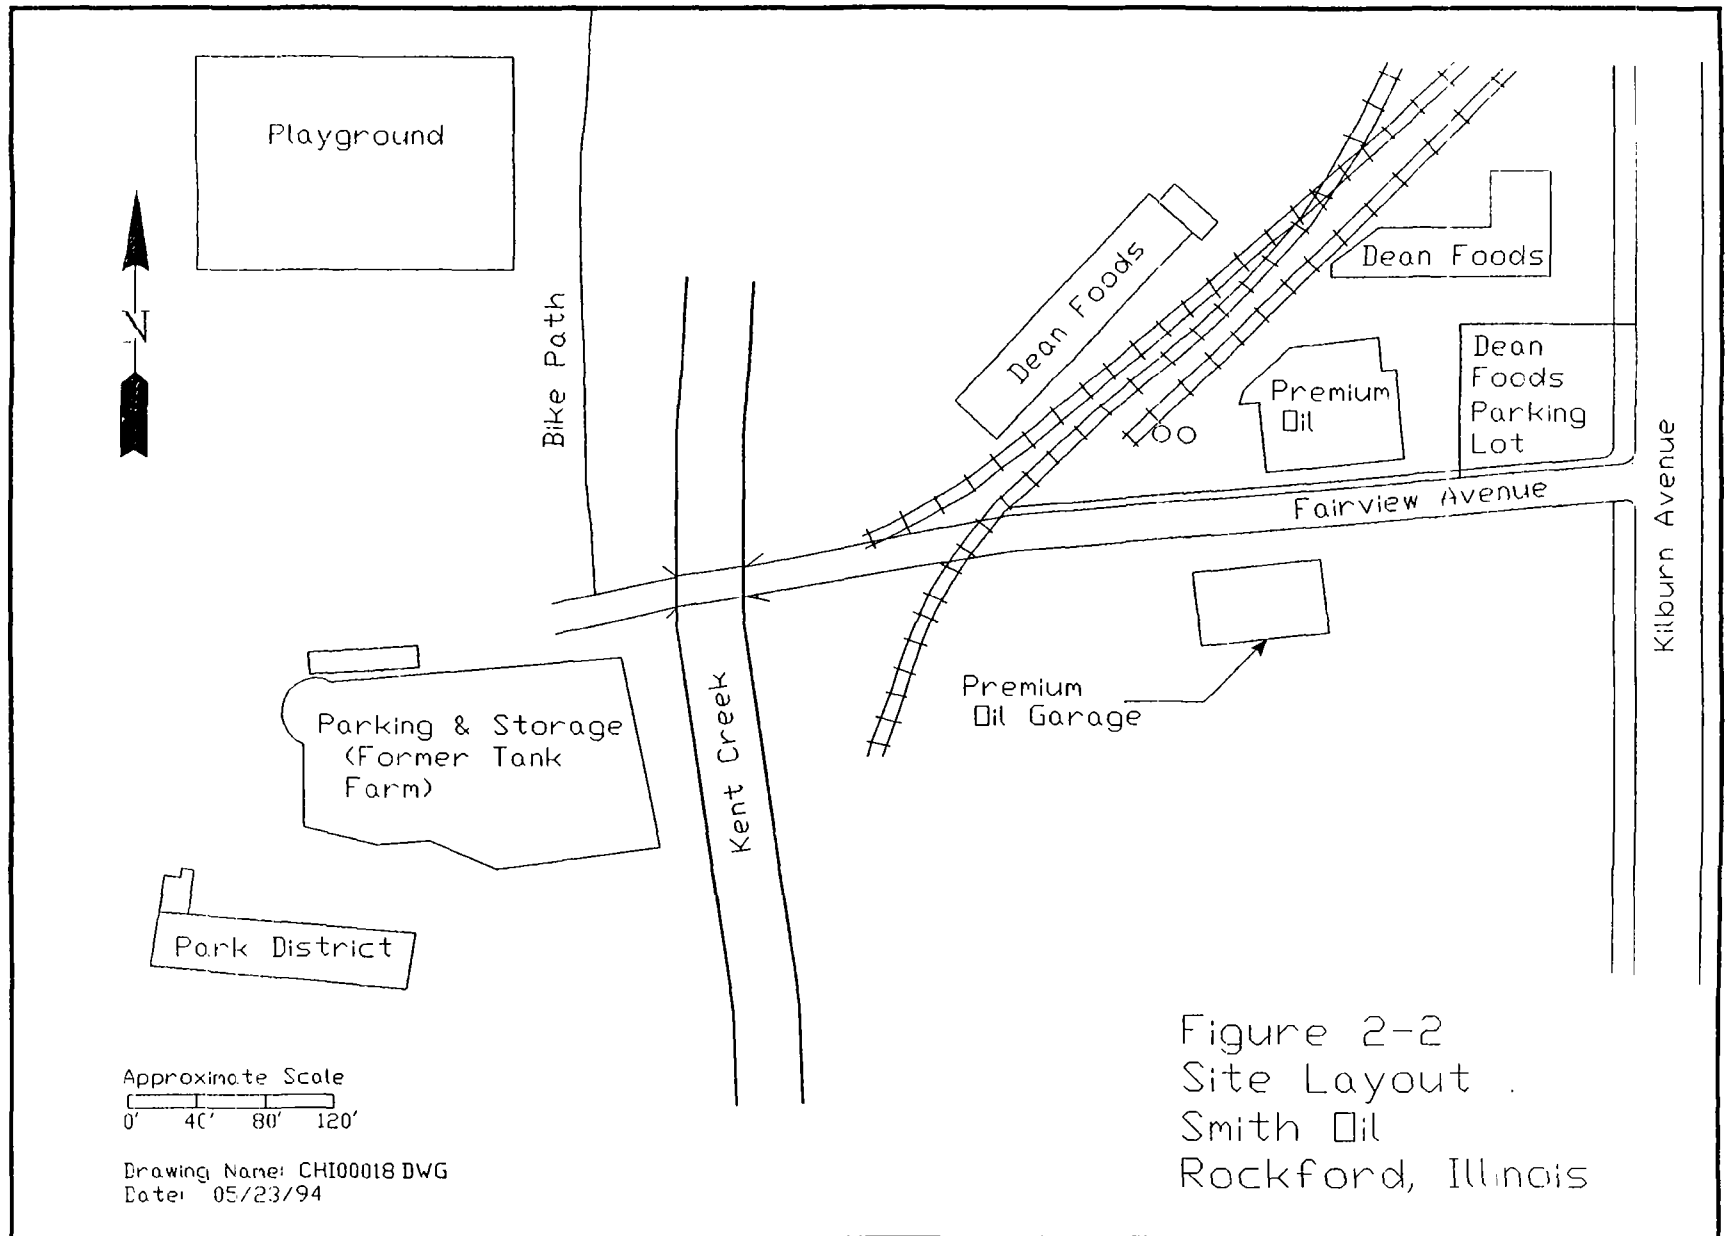 Playground
N
Bike Path
Dean Foods
Dean Foods
Dean
Foods
Parking
Lot
Premium
Oil
Fairview Avenue
Kilburn Avenue
Premium
Oil Garage
Kent Creek
Parking & Storage
(Former Tank
Farm)
Park District
Approximate Scale
0' 40' 80' 120'
Drawing Name: CHI00018 DWG
Date: 05/23/94
Figure 2-2
Site Layout
Smith Oil
Rockford, Illinois